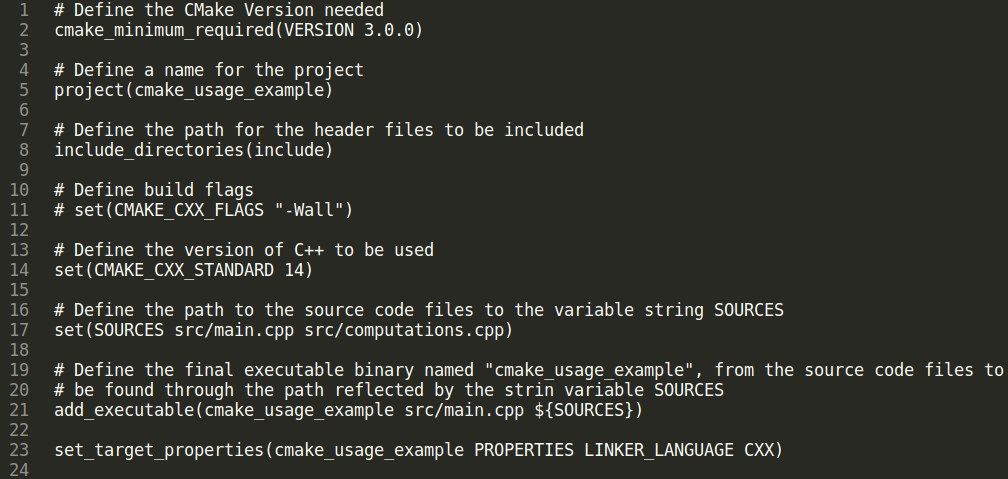 1 # Define the CMake Version needed
2 cmake_minimum_required(VERSION 3.0.0)
3
4 # Define a name for the project
5 project(cmake_usage_example)
6
7 # Define the path for the header files to be included
8 include_directories(include)
9
10 # Define build flags
11 # set(CMAKE_CXX_FLAGS "-Wall")
12
13 # Define the version of C++ to be used
14 set(CMAKE_CXX_STANDARD 14)
15
16 # Define the path to the source code files to the variable string SOURCES
17 set(SOURCES src/main.cpp src/computations.cpp)
18
19 # Define the final executable binary named "cmake_usage_example", from the source code files to
20 # be found through the path reflected by the strin variable SOURCES
21 add_executable(cmake_usage_example src/main.cpp ${SOURCES})
22
23 set_target_properties(cmake_usage_example PROPERTIES LINKER_LANGUAGE CXX)
24